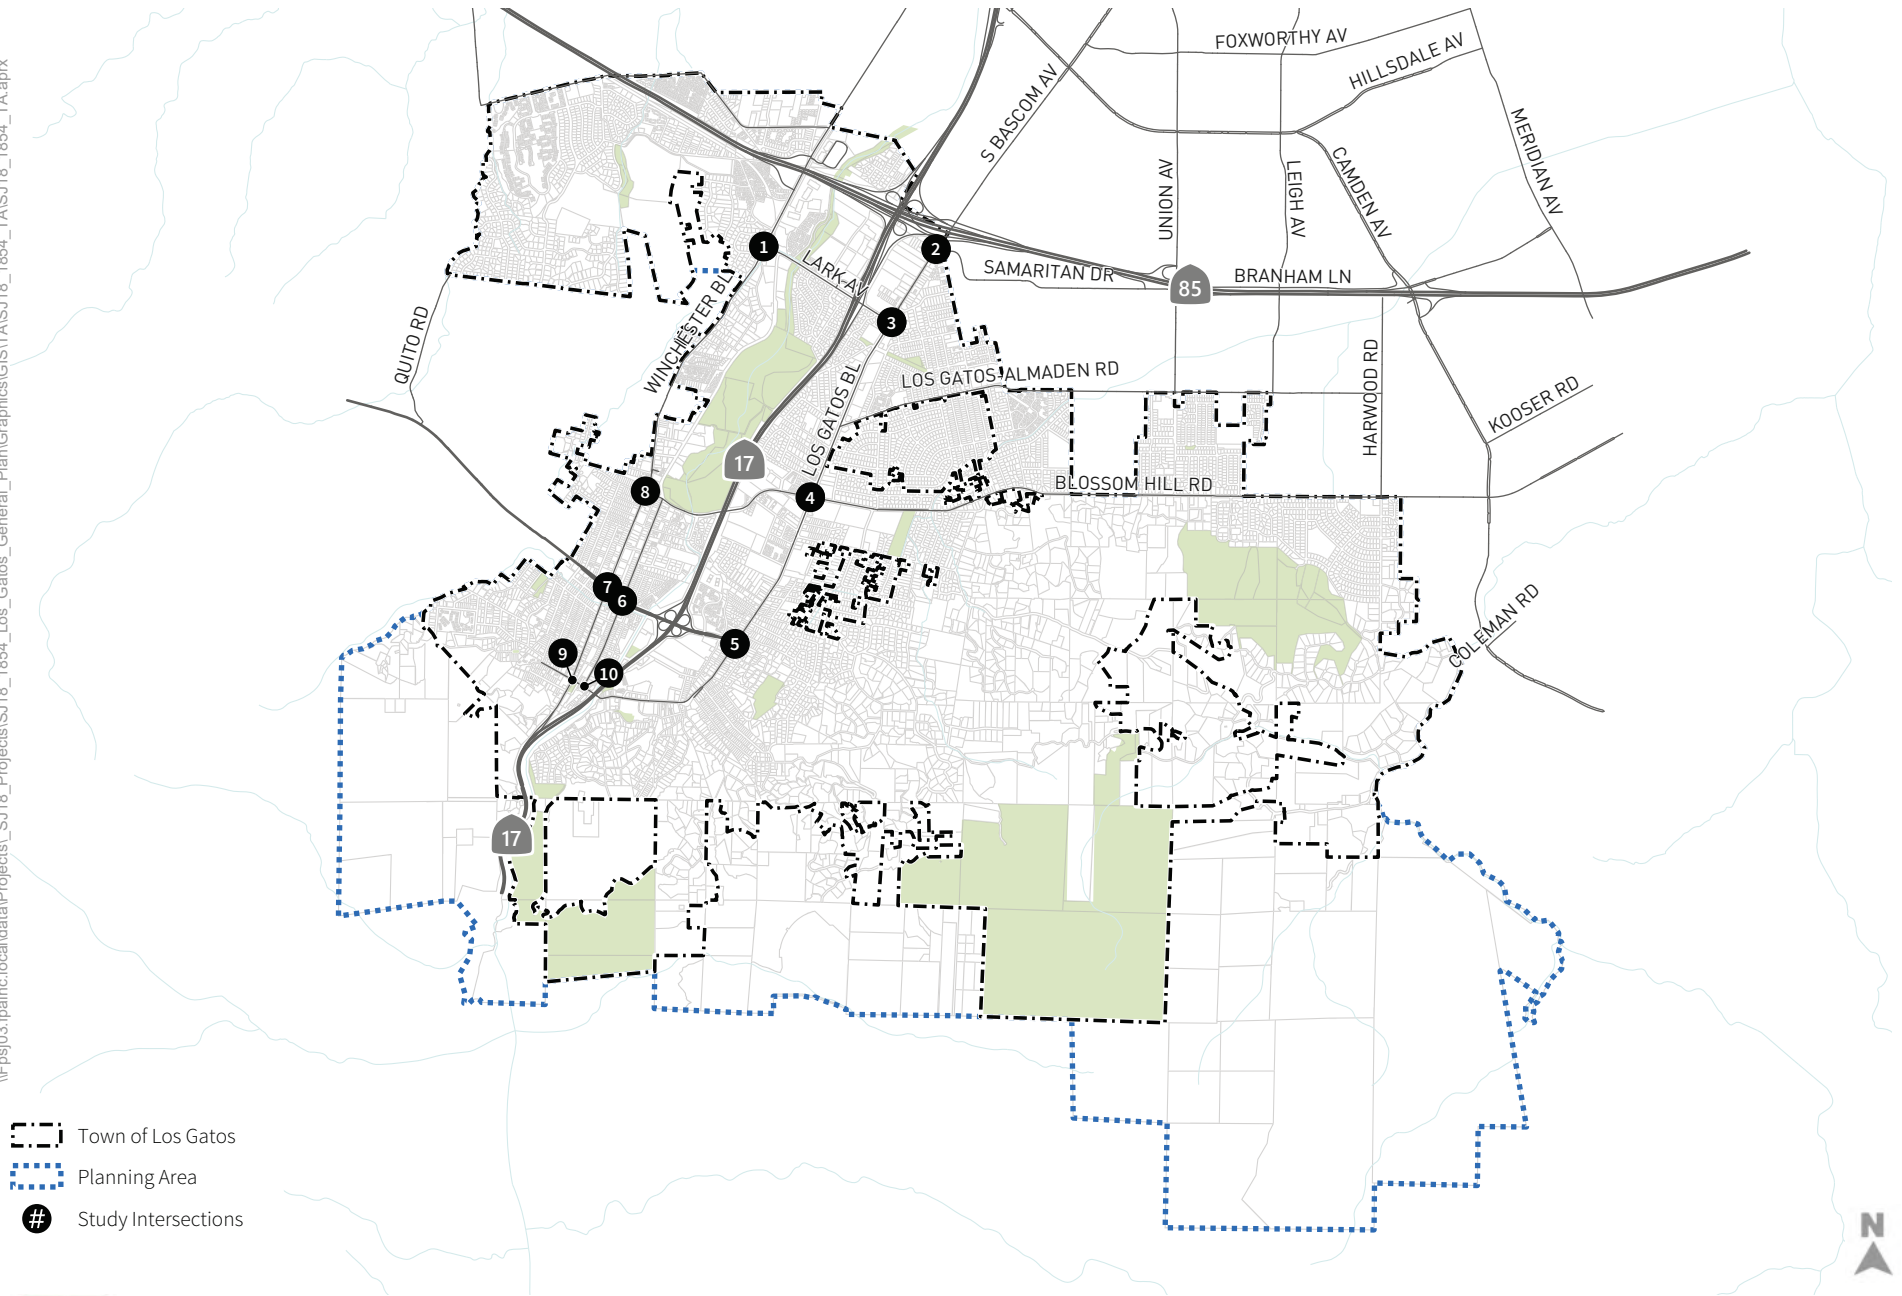 FOXWORTHY AV
HILLSDALE AV
S BASCOM AV
MERIDIAN AV
UNION AV
LEIGH AV
CAMDEN AV
1
2
LARK AV
SAMARITAN DR
BRANHAM LN
85
3
WINCHESTER BL
QUITO RD
LOS GATOS-ALMADEN RD
HARWOOD RD
KOOSER RD
LOS GATOS BL
17
8
4
BLOSSOM HILL RD
7
6
5
9
10
COLEMAN RD
17
Town of Los Gatos
Planning Area
# Study Intersections
N